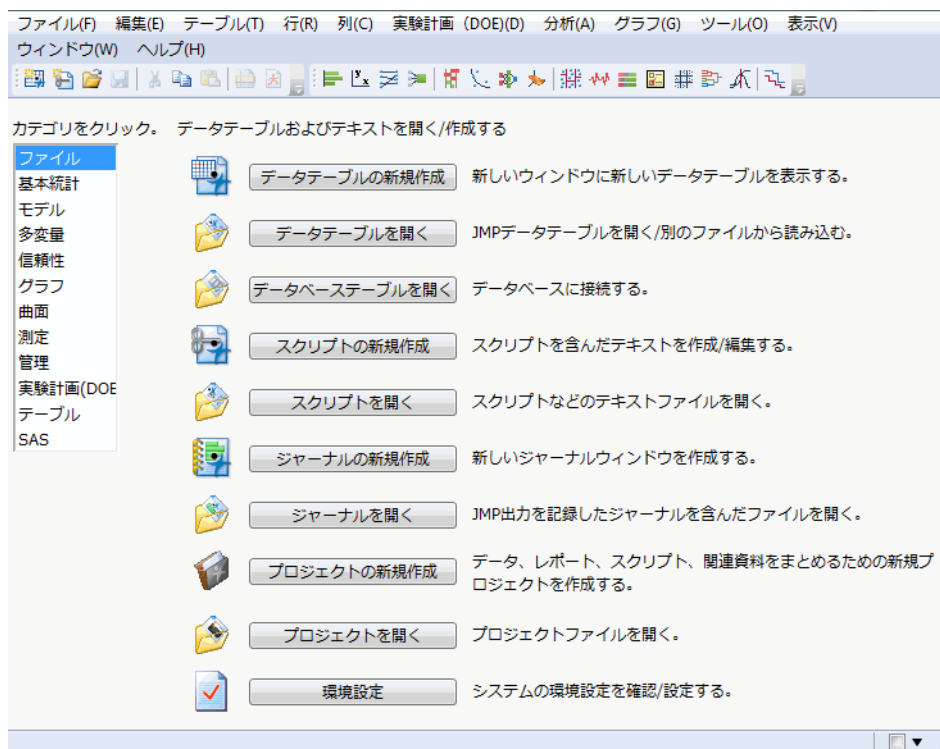 ファイル(F) 編集(E) テーブル(T) 行(R) 列(C) 実験計画（DOE)(D) 分析(A) グラフ(G) ツール(O) 表示(V)
ウィンドウ(W) ヘルプ(H)
カテゴリをクリック。 データテーブルおよびテキストを開く/作成する
ファイル
基本統計
モデル
多変量
信頼性
グラフ
曲面
測定
管理
実験計画(DOE
テーブル
SAS
データテーブルの新規作成 新しいウィンドウに新しいデータテーブルを表示する。
データテーブルを開く JMPデータテーブルを開く/別のファイルから読み込む。
データベーステーブルを開く データベースに接続する。
スクリプトの新規作成 スクリプトを含んだテキストを作成/編集する。
スクリプトを開く スクリプトなどのテキストファイルを開く。
ジャーナルの新規作成 新しいジャーナルウィンドウを作成する。
ジャーナルを開く JMP出力を記録したジャーナルを含んだファイルを開く。
プロジェクトの新規作成 データ、レポート、スクリプト、関連資料をまとめるための新規プ
ロジェクトを作成する。
プロジェクトを開く プロジェクトファイルを開く。
環境設定 システムの環境設定を確認/設定する。